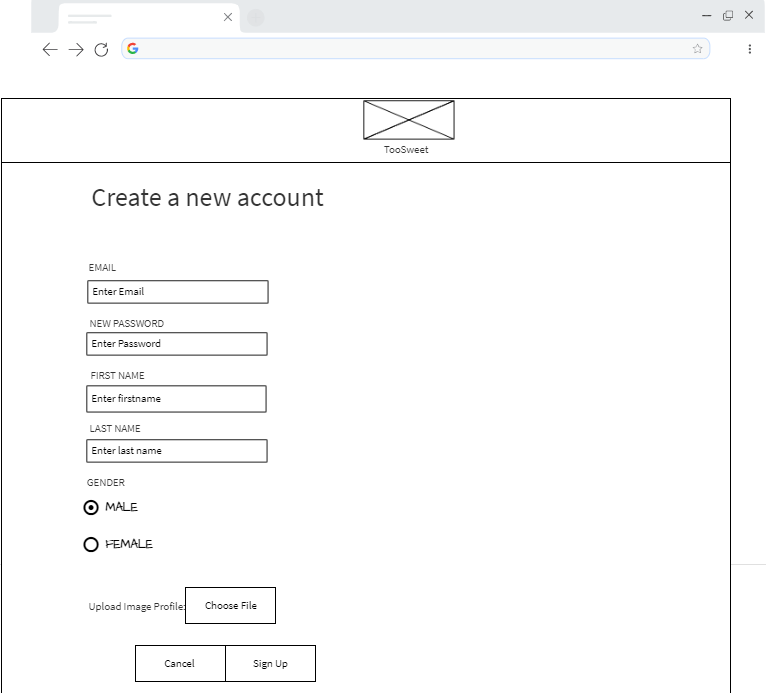 TooSweet
Create a new account
EMAIL
Enter Email
NEW PASSWORD
Enter Password
FIRST NAME
Enter firstname
LAST NAME
Enter last name
GENDER
MALE
FEMALE
Upload Image Profile: Choose File
Cancel Sign Up